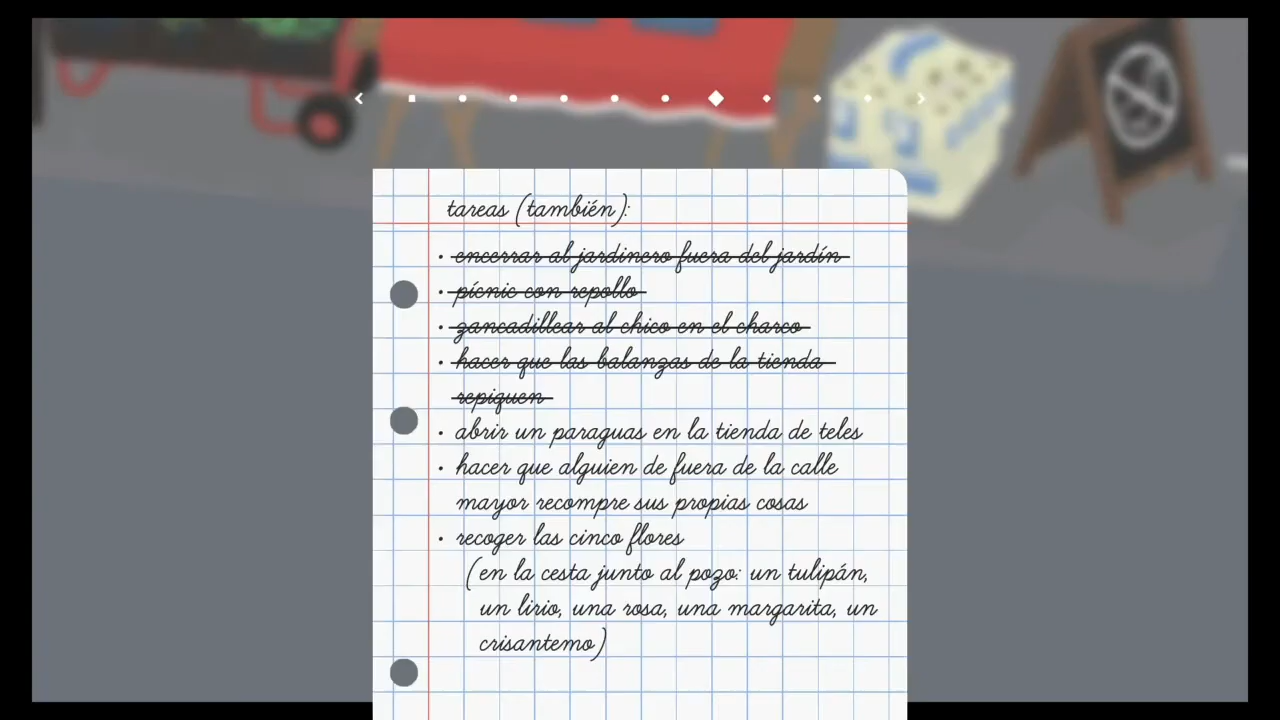 tareas (también):
• encerrar al jardinero fuera del jardín
• pícnic con repollo
• zancadillear al chico en el charco
• hacer que las balanzas de la tienda
repiquen
• abrir un paraguas en la tienda de teles
• hacer que alguien de fuera de la calle
mayor recompre sus propias cosas
• recoger las cinco flores
(en la cesta junto al pozo: un tulipán,
un lirio, una rosa, una margarita, un
crisantemo)